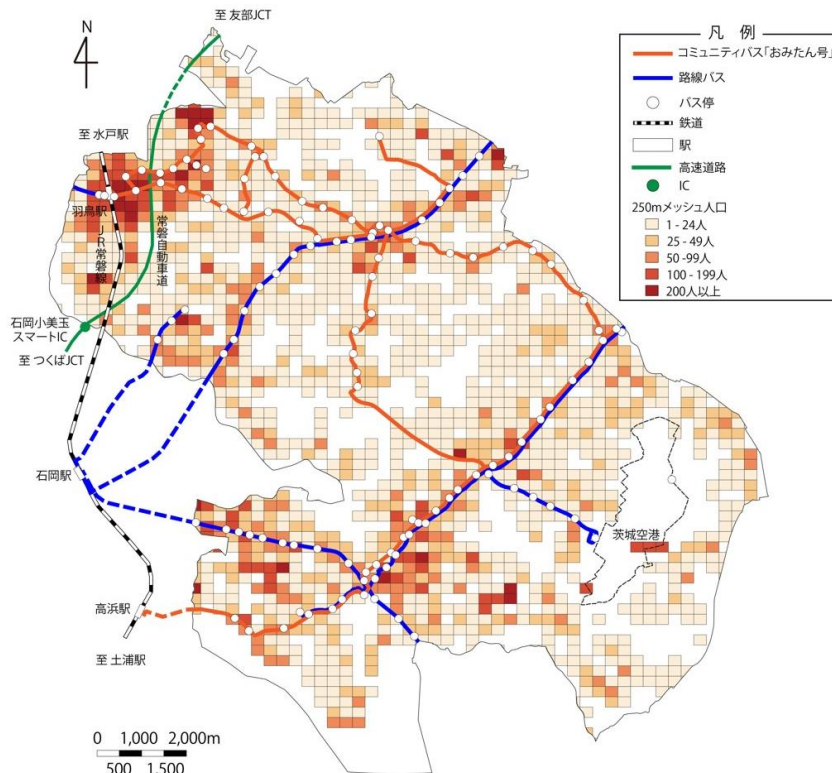 至 友部JCT
N
至 水戸駅
羽鳥駅
JR常磐線
常磐自動車道
石岡小美玉
スマートIC
至 つくばJCT
石岡駅
茨城空港
高浜駅
至 土浦駅
0 1,000 2,000m
500 1,500
凡 例
コミュニティバス「おみたん号」
路線バス
バス停
鉄道
駅
高速道路
IC
250mメッシュ人口
1 - 24人
25 - 49人
50 -99人
100 - 199人
200人以上